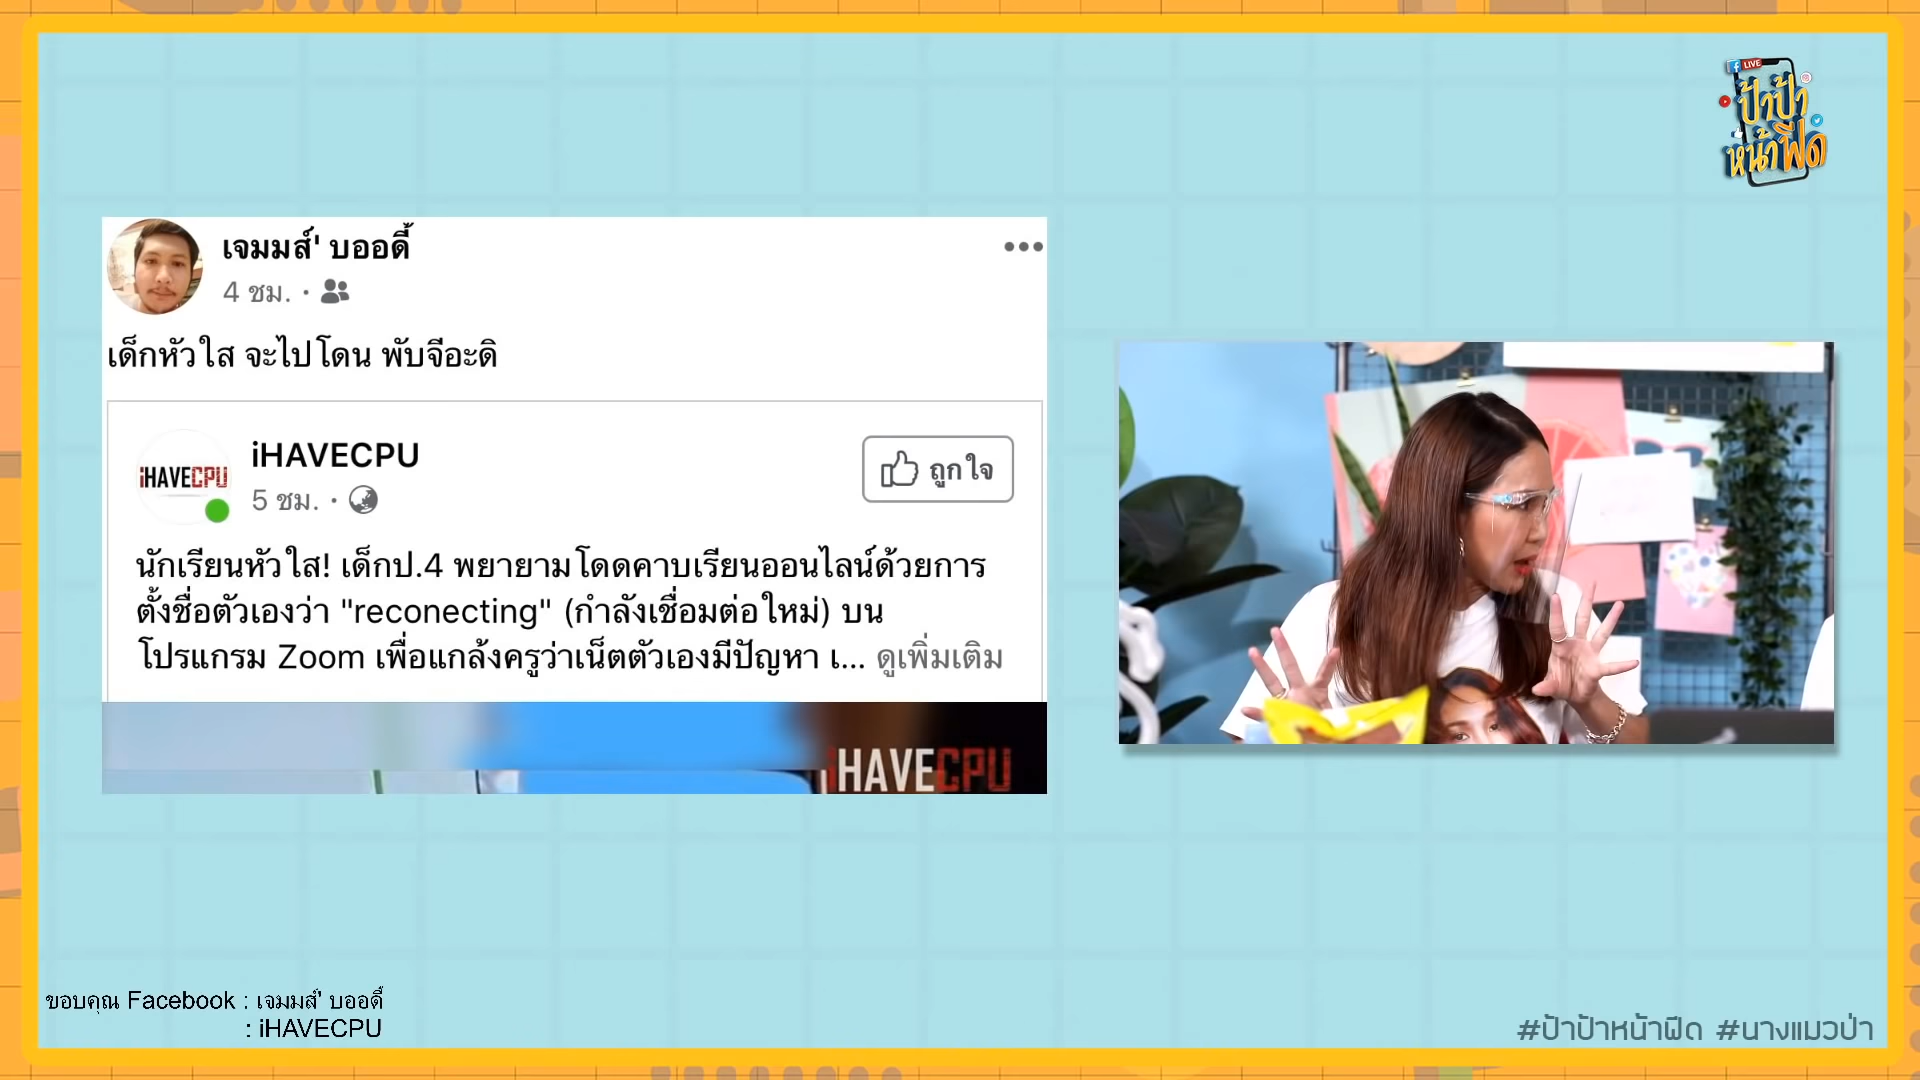 LIVE
ป้าป้า
หน้าฟีด
เจมมส์' บออดี้
4 ชม. ·
เด็กหัวใส จะไปโดน พับจีอะดิ
iHAVECPU
iHAVECPU
5 ชม. ·
ถูกใจ
นักเรียนหัวใส! เด็กป.4 พยายามโดดคาบเรียนออนไลน์ด้วยการ
ตั้งชื่อตัวเองว่า "reconecting" (กำลังเชื่อมต่อใหม่) บน
โปรแกรม Zoom เพื่อแกล้งครูว่าเน็ตตัวเองมีปัญหา เ... ดูเพิ่มเติม
iHAVECPU
ขอบคุณ Facebook : เจมมส์' บออดี้
: iHAVECPU
#ป้าป้าหน้าฟีด #นางแมวป่า